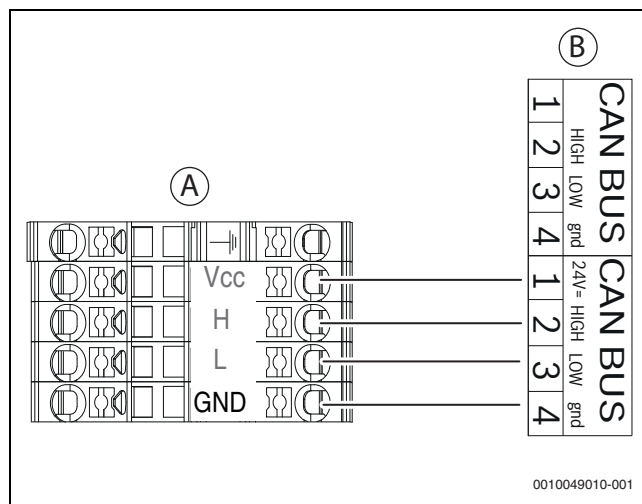 A
Vcc
H
L
GND
B
CAN BUS
1
2 HIGH
3 LOW
4 gnd
CAN BUS
1 24V=
2 HIGH
3 LOW
4 gnd
0010049010-001